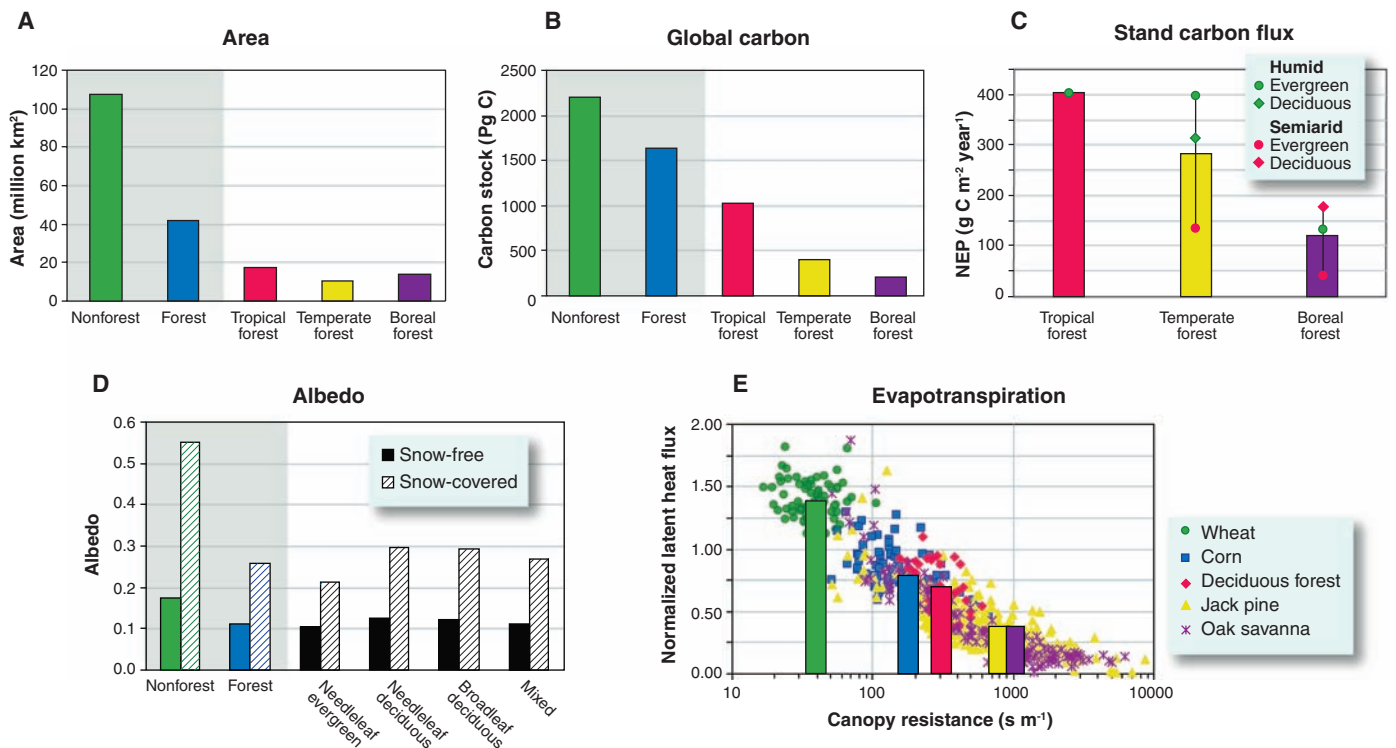 A
Area
Area (million km²)
120
100
80
60
40
20
0
Nonforest
Forest
Tropical
forest
Temperate
forest
Boreal
forest
B
Global carbon
Carbon stock (Pg C)
2500
2000
1500
1000
500
0
Nonforest
Forest
Tropical
forest
Temperate
forest
Boreal
forest
C
Stand carbon flux
NEP (g C m⁻² year¹)
400
300
200
100
0
Humid
Evergreen
Deciduous
Semiarid
Evergreen
Deciduous
Tropical
forest
Temperate
forest
Boreal
forest
D
Albedo
Albedo
0.6
0.5
0.4
0.3
0.2
0.1
0.0
Snow-free
Snow-covered
Nonforest
Forest
Needleleaf
evergreen
Needleleaf
deciduous
Broadleaf
deciduous
Mixed
E
Evapotranspiration
Normalized latent heat flux
2.00
1.50
1.00
0.50
0.00
10
100
1000
10000
Canopy resistance (s m⁻¹)
Wheat
Corn
Deciduous forest
Jack pine
Oak savanna